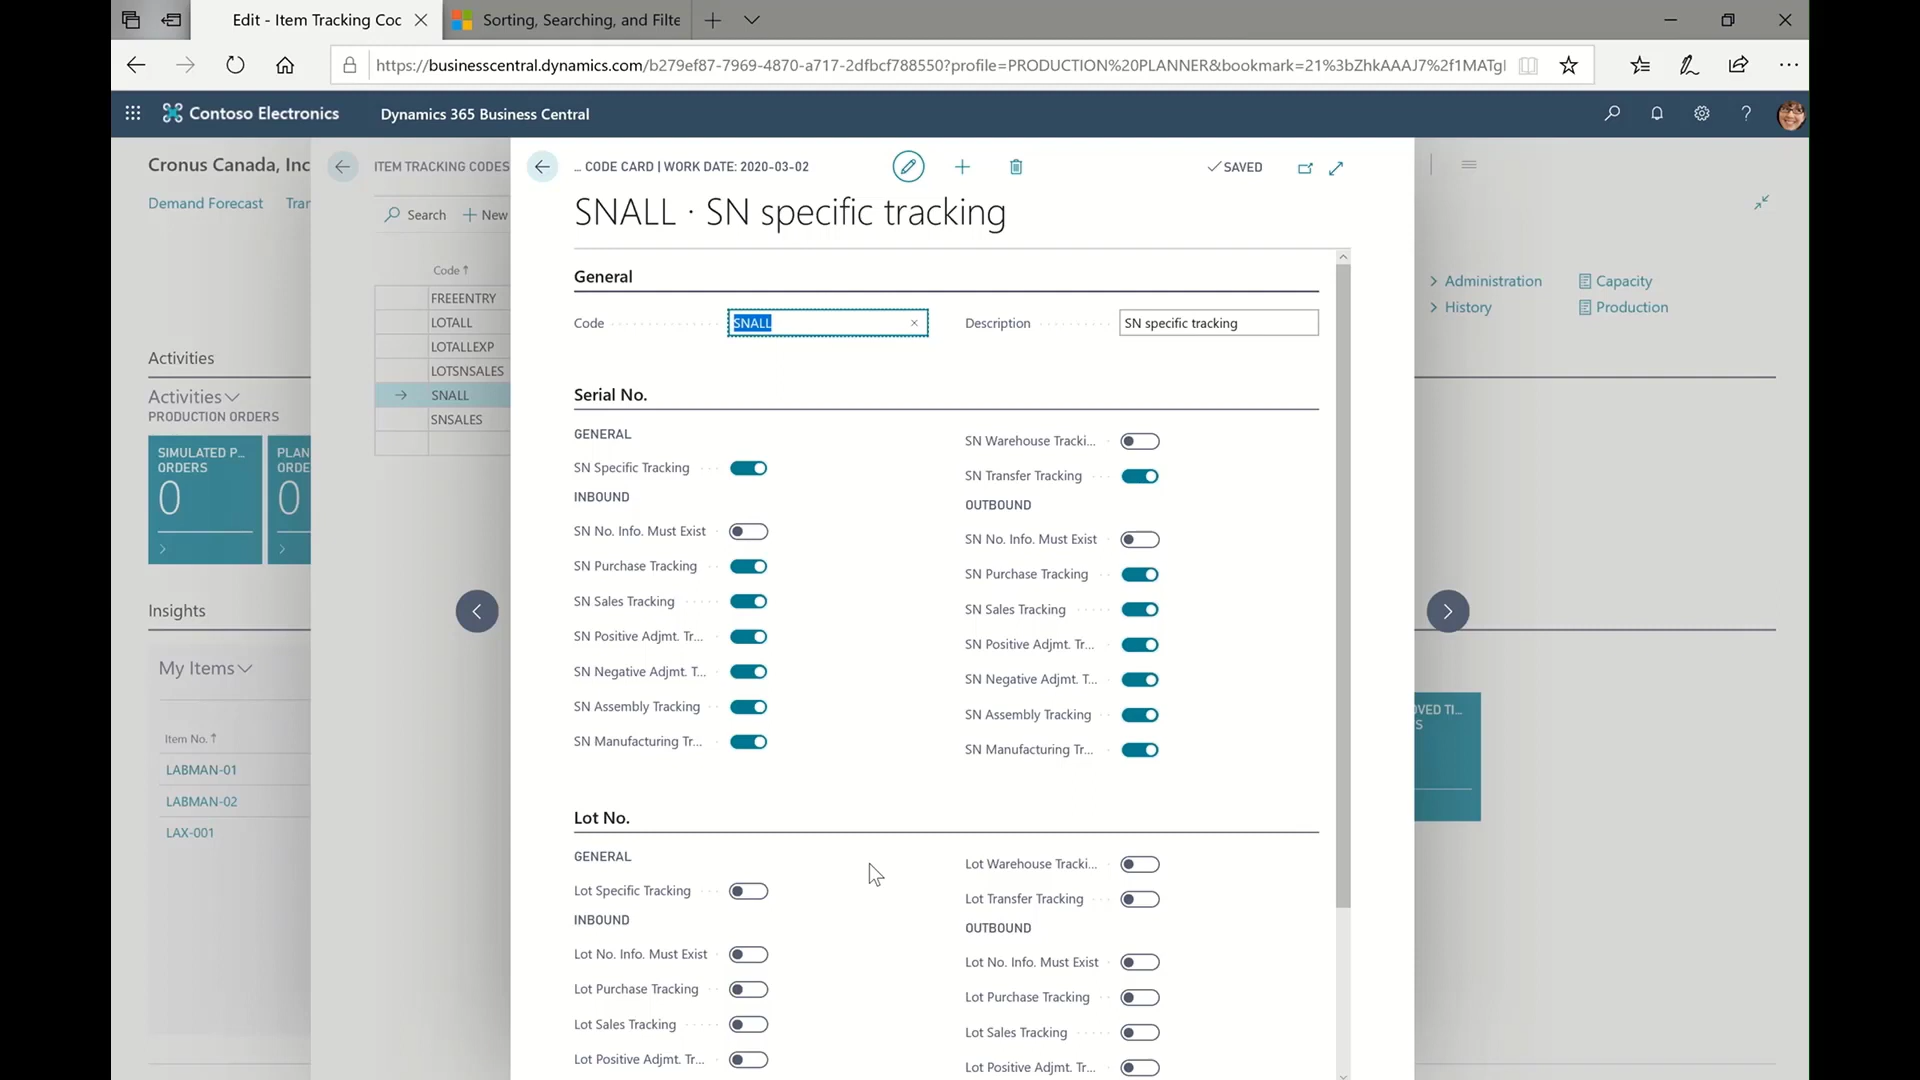 Edit - Item Tracking Coc
Sorting, Searching, and Filte
https://businesscentral.dynamics.com/b279ef87-7969-4870-a717-2dfbcf788550?profile=PRODUCTION%20PLANNER&bookmark=21%3bZhkAAAJ7%2f1MATgl
Contoso Electronics
Dynamics 365 Business Central
?
Cronus Canada, Inc
Demand Forecast
Tran
Activities
Activities
PRODUCTION ORDERS
SIMULATED P...
ORDERS
0
PLAN
ORDE
0
Insights
My Items
Item No. ↑
LABMAN-01
LABMAN-02
LAX-001
ITEM TRACKING CODES
Search
+ New
Code ↑
FREEENTRY
LOTALL
LOTALLEXP
LOTSNSALES
SNALL
SNSALES
... CODE CARD | WORK DATE: 2020-03-02
SAVED
SNALL · SN specific tracking
General
Code
SNALL
Description
SN specific tracking
Serial No.
GENERAL
SN Specific Tracking
INBOUND
SN No. Info. Must Exist
SN Purchase Tracking
SN Sales Tracking
SN Positive Adjmt. Tr...
SN Negative Adjmt. T...
SN Assembly Tracking
SN Manufacturing Tr...
SN Warehouse Tracki...
SN Transfer Tracking
OUTBOUND
SN No. Info. Must Exist
SN Purchase Tracking
SN Sales Tracking
SN Positive Adjmt. Tr...
SN Negative Adjmt. T...
SN Assembly Tracking
SN Manufacturing Tr...
Lot No.
GENERAL
Lot Specific Tracking
INBOUND
Lot No. Info. Must Exist
Lot Purchase Tracking
Lot Sales Tracking
Lot Positive Adjmt. Tr...
Lot Warehouse Tracki...
Lot Transfer Tracking
OUTBOUND
Lot No. Info. Must Exist
Lot Purchase Tracking
Lot Sales Tracking
Lot Positive Adjmt. Tr...
Administration
History
Capacity
Production
OVED TI...
S